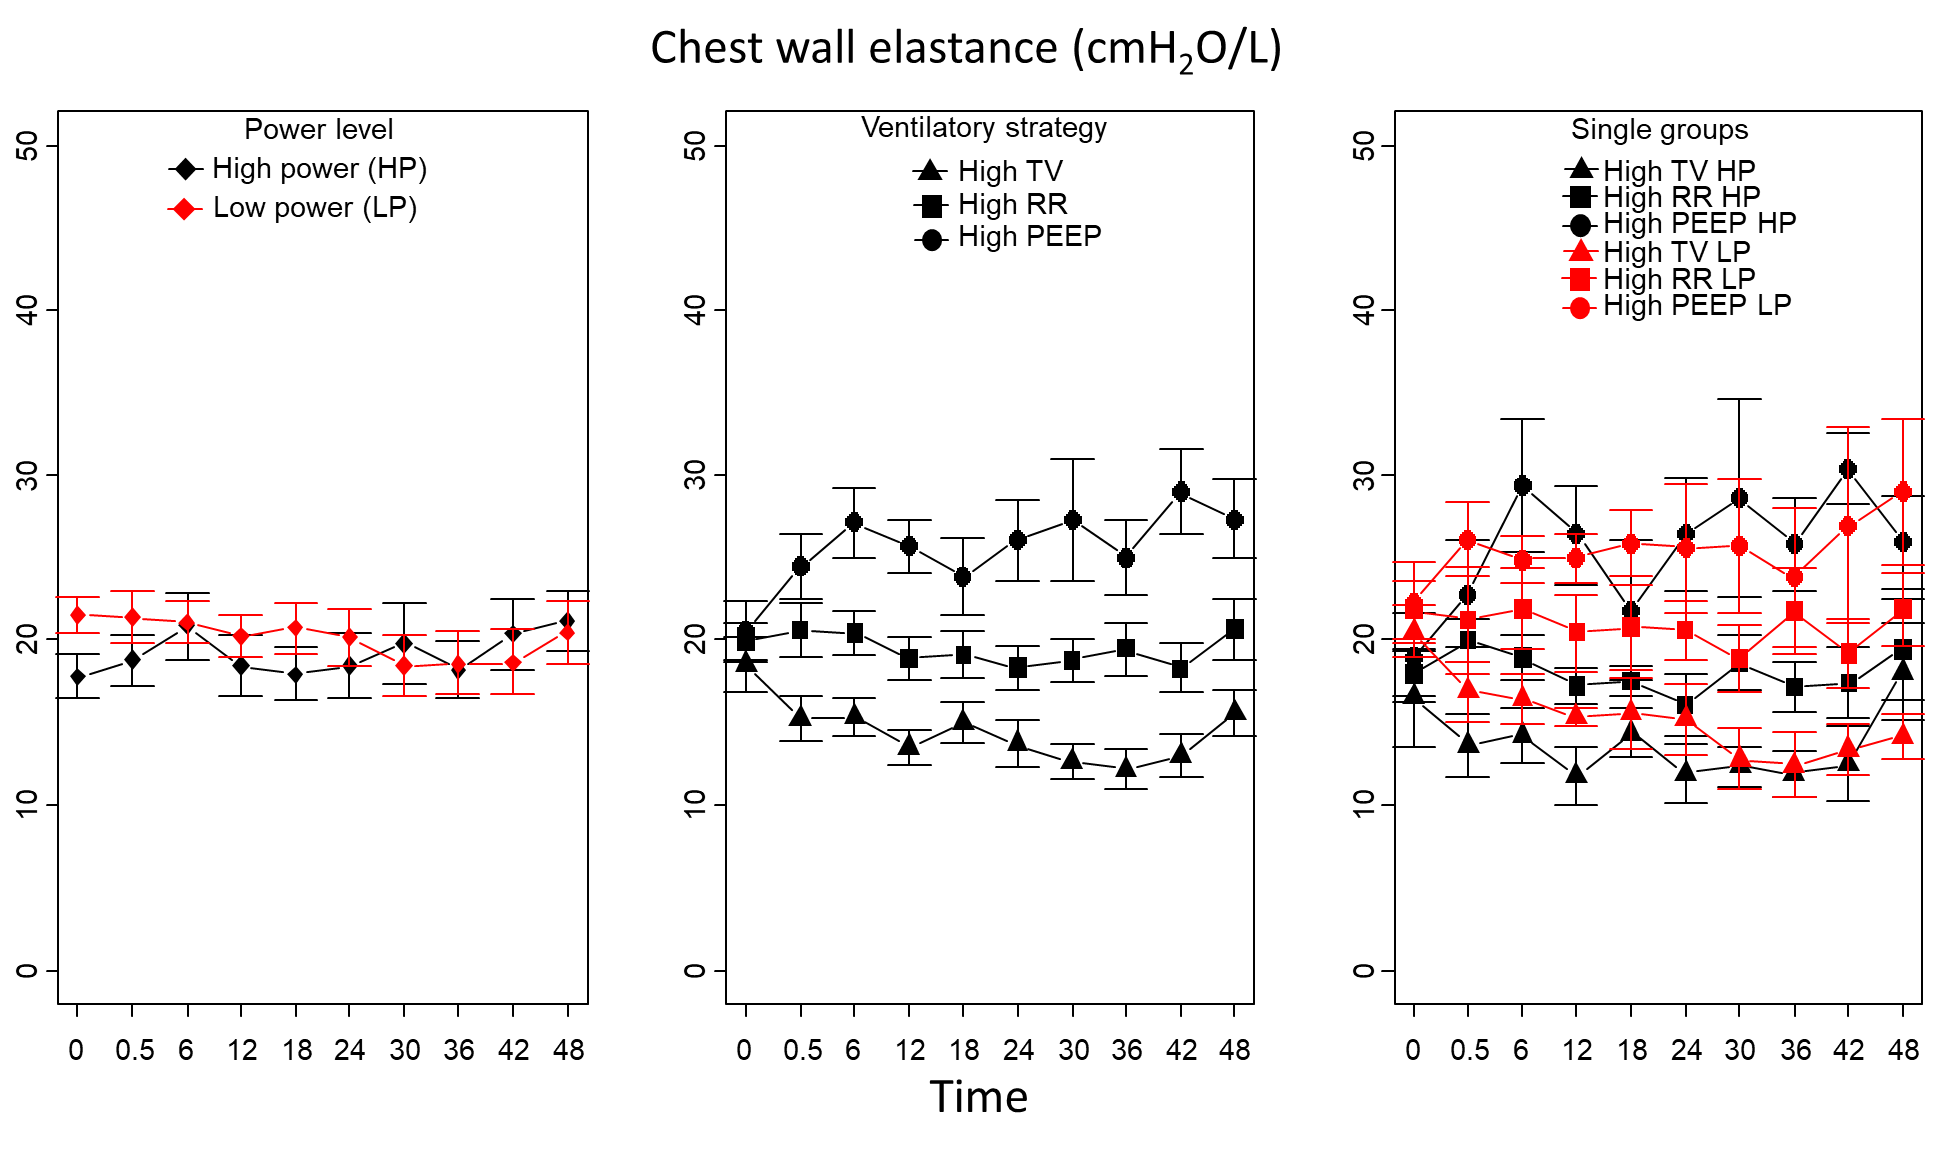 Chest wall elastance (cmH₂O/L)
Power level
High power (HP)
Low power (LP)
50
40
30
20
10
0
0 0.5 6 12 18 24 30 36 42 48
Ventilatory strategy
High TV
High RR
High PEEP
50
40
30
20
10
0
0 0.5 6 12 18 24 30 36 42 48
Single groups
High TV HP
High RR HP
High PEEP HP
High TV LP
High RR LP
High PEEP LP
50
40
30
20
10
0
0 0.5 6 12 18 24 30 36 42 48
Time